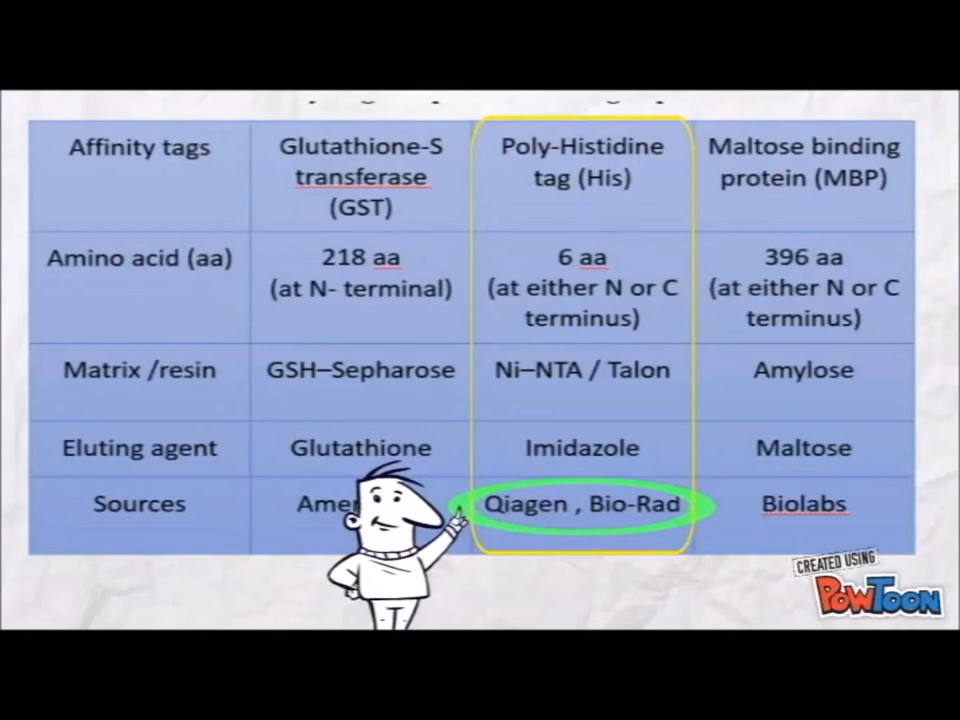 Affinity tags
Glutathione-S
transferase
(GST)
Poly-Histidine
tag (His)
Maltose binding
protein (MBP)
Amino acid (aa)
218 aa
(at N- terminal)
6 aa
(at either N or C
terminus)
396 aa
(at either N or C
terminus)
Matrix /resin
GSH–Sepharose
Ni–NTA / Talon
Amylose
Eluting agent
Glutathione
Imidazole
Maltose
Sources
Qiagen , Bio-Rad
Biolabs
CREATED USING
POWTOON